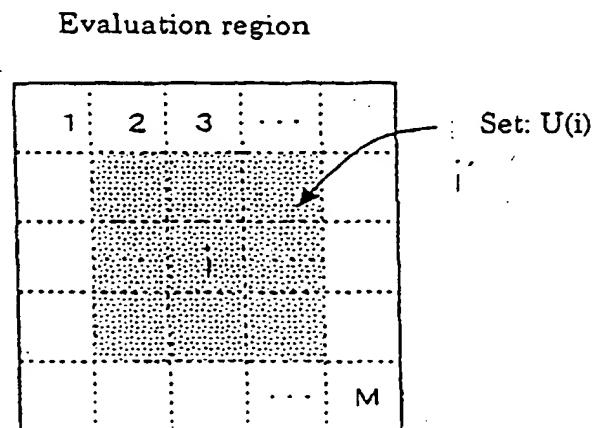 Evaluation region
1 2 3 ···
Set: U(i)
i
··· M